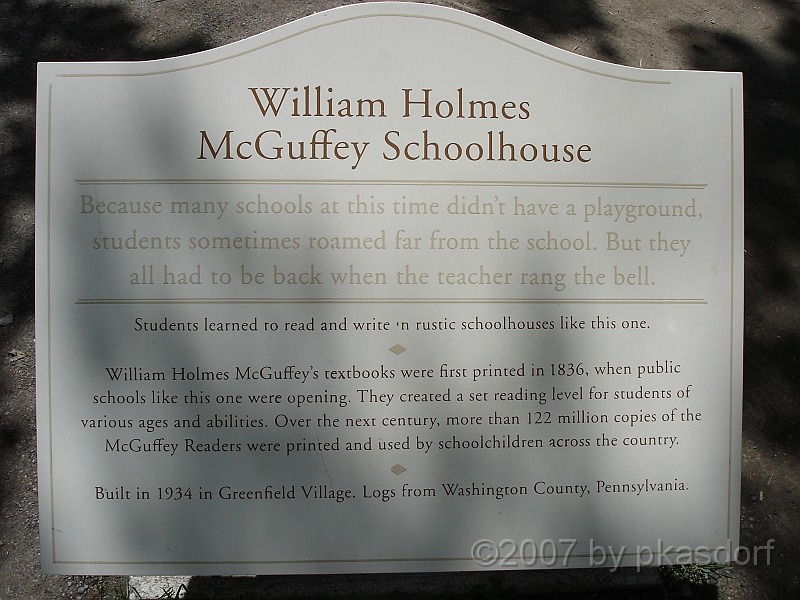 William Holmes
McGuffey Schoolhouse
Because many schools at this time didn't have a playground,
students sometimes roamed far from the school. But they
all had to be back when the teacher rang the bell.
Students learned to read and write in rustic schoolhouses like this one.
William Holmes McGuffey's textbooks were first printed in 1836, when public
schools like this one were opening. They created a set reading level for students of
various ages and abilities. Over the next century, more than 122 million copies of the
McGuffey Readers were printed and used by schoolchildren across the country.
Built in 1934 in Greenfield Village. Logs from Washington County, Pennsylvania.
©2007 by pkasdorf